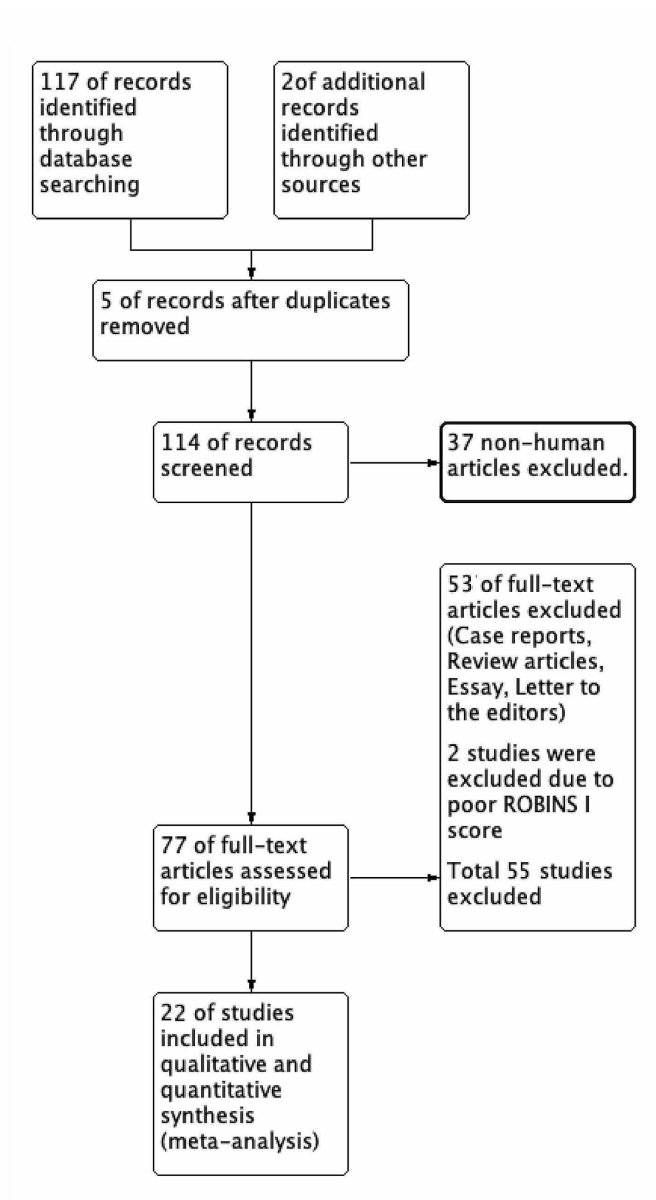 117 of records
identified
through
database
searching
2of additional
records
identified
through other
sources
5 of records after duplicates
removed
114 of records
screened
37 non-human
articles excluded.
53 of full-text
articles excluded
(Case reports,
Review articles,
Essay, Letter to
the editors)
2 studies were
excluded due to
poor ROBINS I
score
Total 55 studies
excluded
77 of full-text
articles assessed
for eligibility
22 of studies
included in
qualitative and
quantitative
synthesis
(meta-analysis)